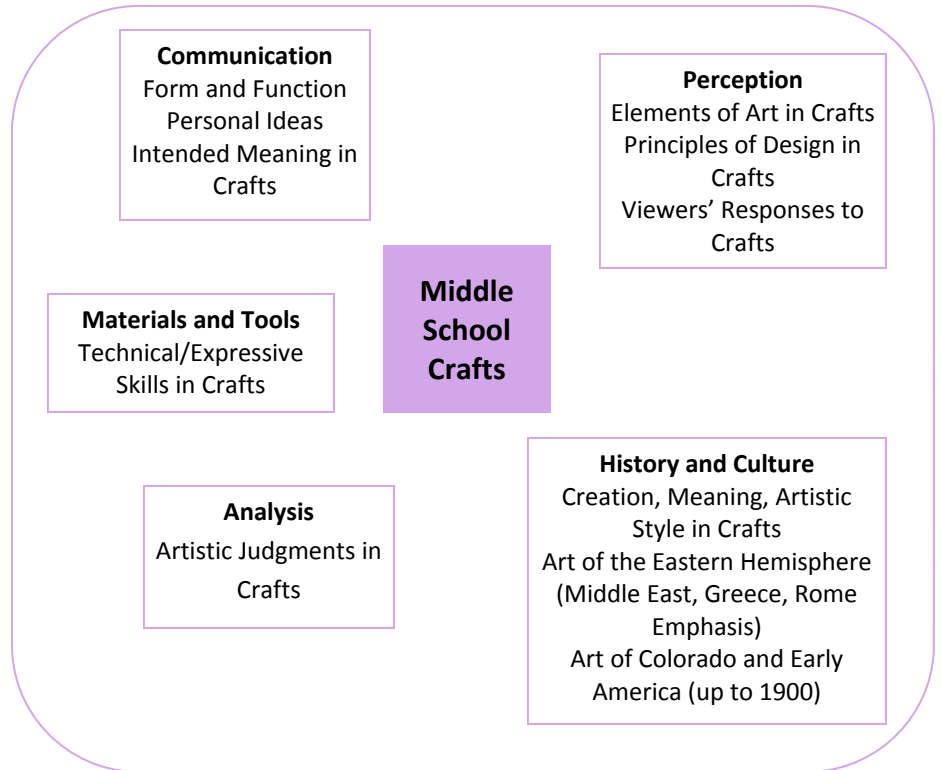 Communication
Form and Function
Personal Ideas
Intended Meaning in
Crafts
Perception
Elements of Art in Crafts
Principles of Design in
Crafts
Viewers’ Responses to
Crafts
Middle
School
Crafts
Materials and Tools
Technical/Expressive
Skills in Crafts
Analysis
Artistic Judgments in
Crafts
History and Culture
Creation, Meaning, Artistic
Style in Crafts
Art of the Eastern Hemisphere
(Middle East, Greece, Rome
Emphasis)
Art of Colorado and Early
America (up to 1900)